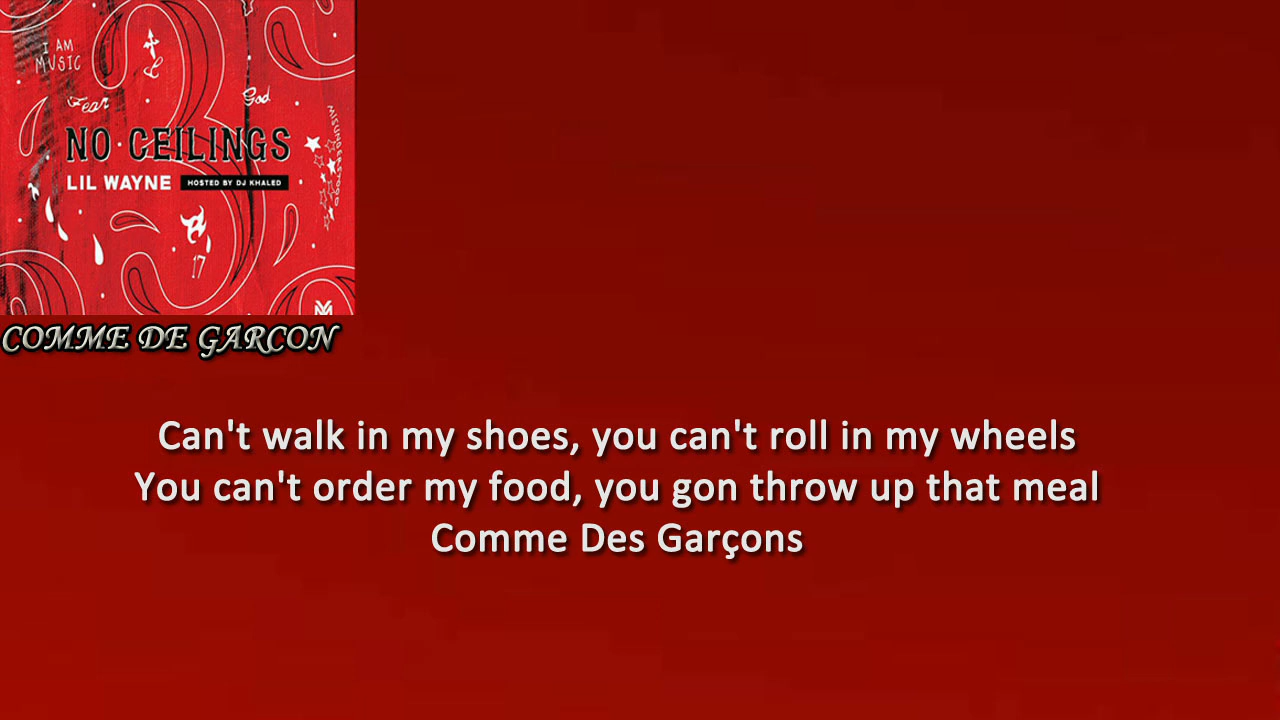 I AM
MUSIC
Fear
God
MISUNDERSTOOD
NO CEILINGS
LIL WAYNE
HOSTED BY DJ KHALED
17
COMME DE GARCON
Can't walk in my shoes, you can't roll in my wheels
You can't order my food, you gon throw up that meal
Comme Des Garçons